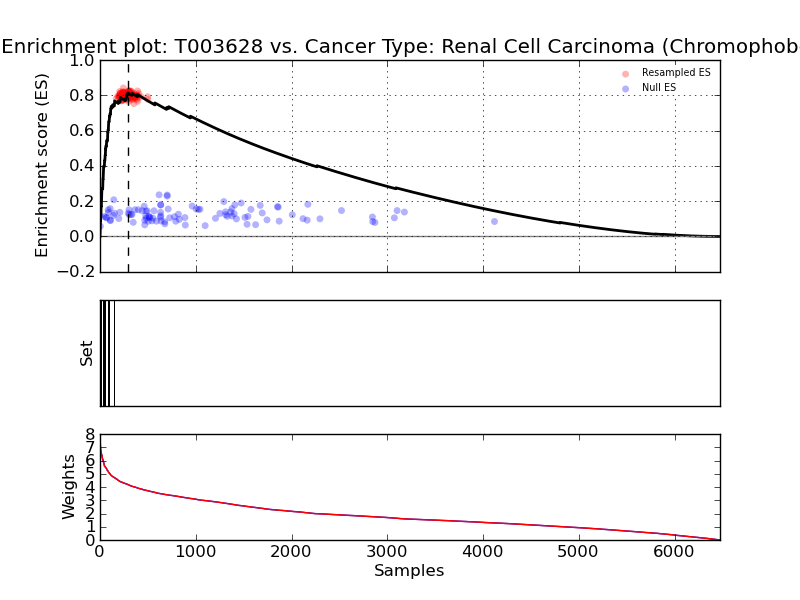 Enrichment plot: T003628 vs. Cancer Type: Renal Cell Carcinoma (Chromophob
1.0
0.8
0.6
0.4
0.2
0.0
−0.2
Enrichment score (ES)
Resampled ES
Null ES
Set
8
7
6
5
4
3
2
1
0
Weights
0 1000 2000 3000 4000 5000 6000
Samples